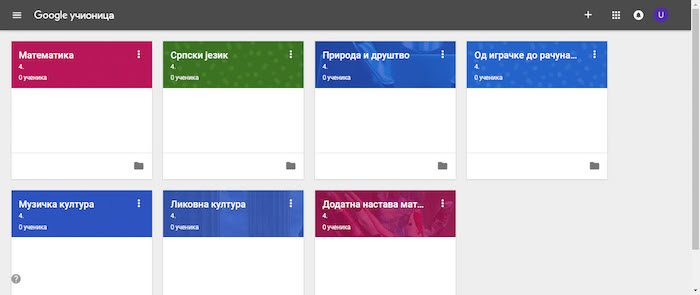 Google учионица
U
Математика
4.
0 ученика
Српски језик
4.
0 ученика
Природа и друштво
4.
0 ученика
Од играчке до рачуна...
4.
0 ученика
Музичка култура
4.
0 ученика
Ликовна култура
4.
0 ученика
Додатна настава мат...
4.
0 ученика
?